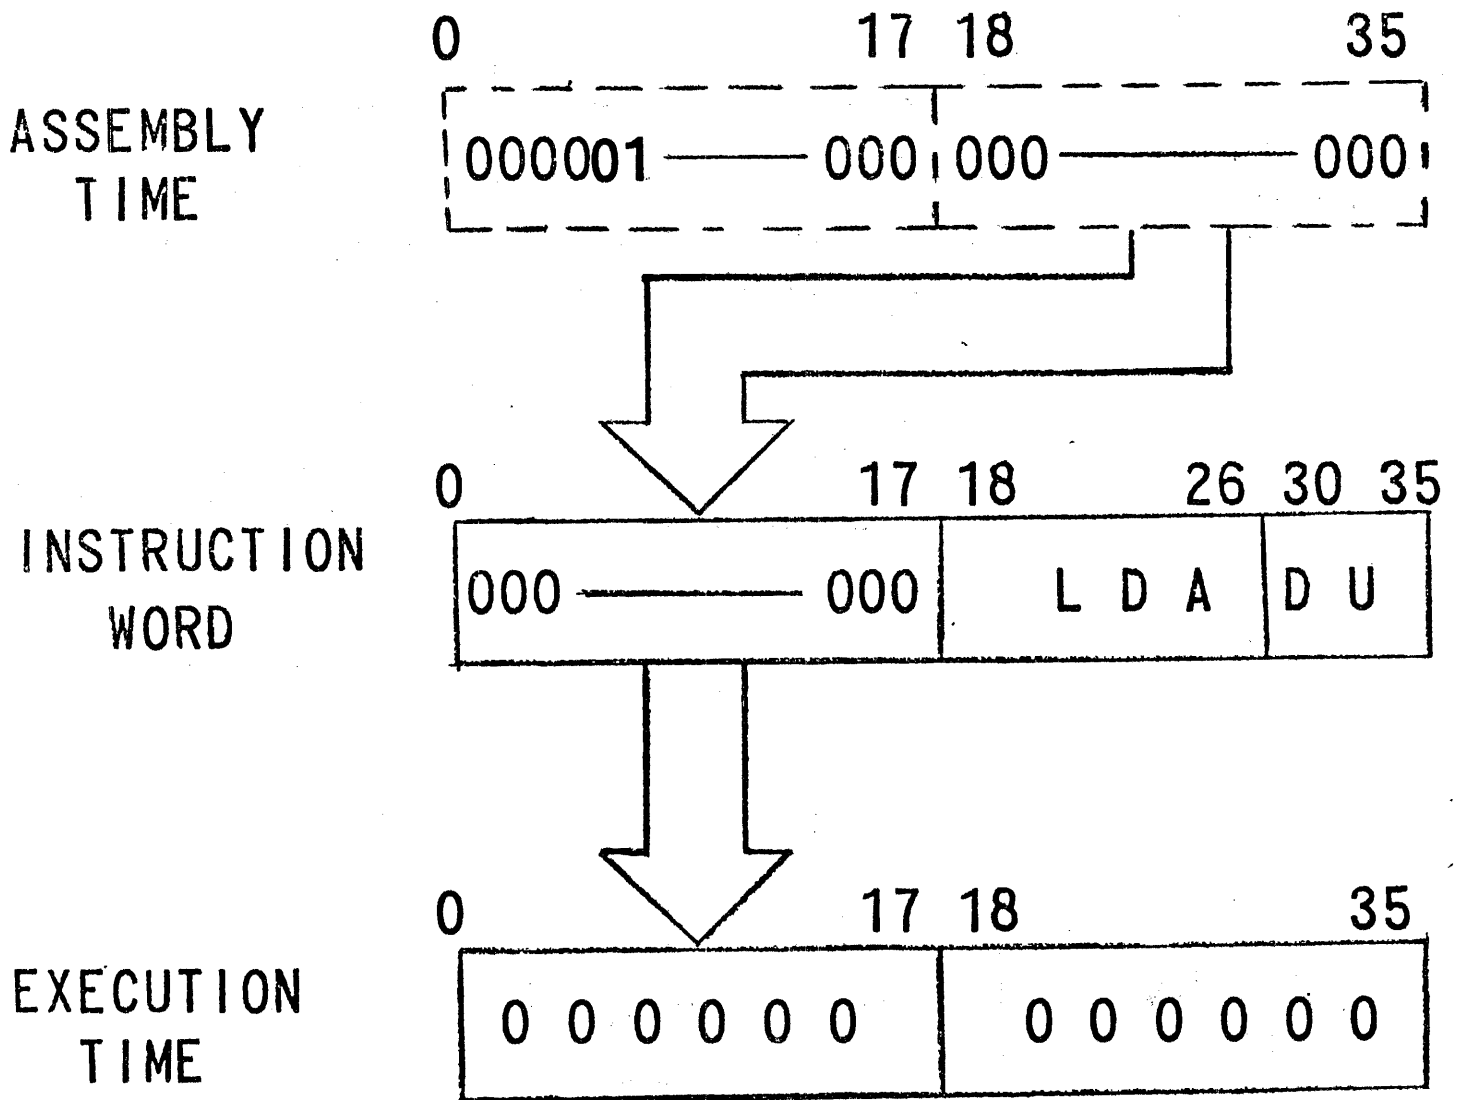 0 17 18 35
ASSEMBLY
TIME
000001 000 000 000
0 17 18 26 30 35
INSTRUCTION
WORD
000 000 L D A D U
0 17 18 35
EXECUTION
TIME
0 0 0 0 0 0 0 0 0 0 0 0